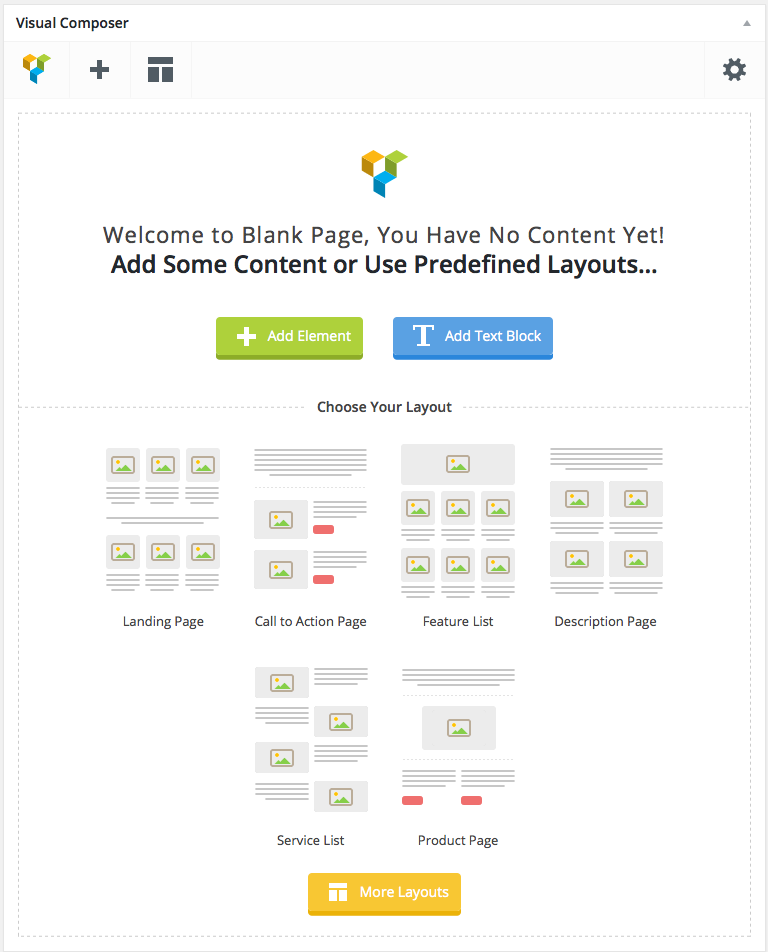 Visual Composer
Welcome to Blank Page, You Have No Content Yet!
Add Some Content or Use Predefined Layouts...
Add Element
Add Text Block
Choose Your Layout
Landing Page
Call to Action Page
Feature List
Description Page
Service List
Product Page
More Layouts